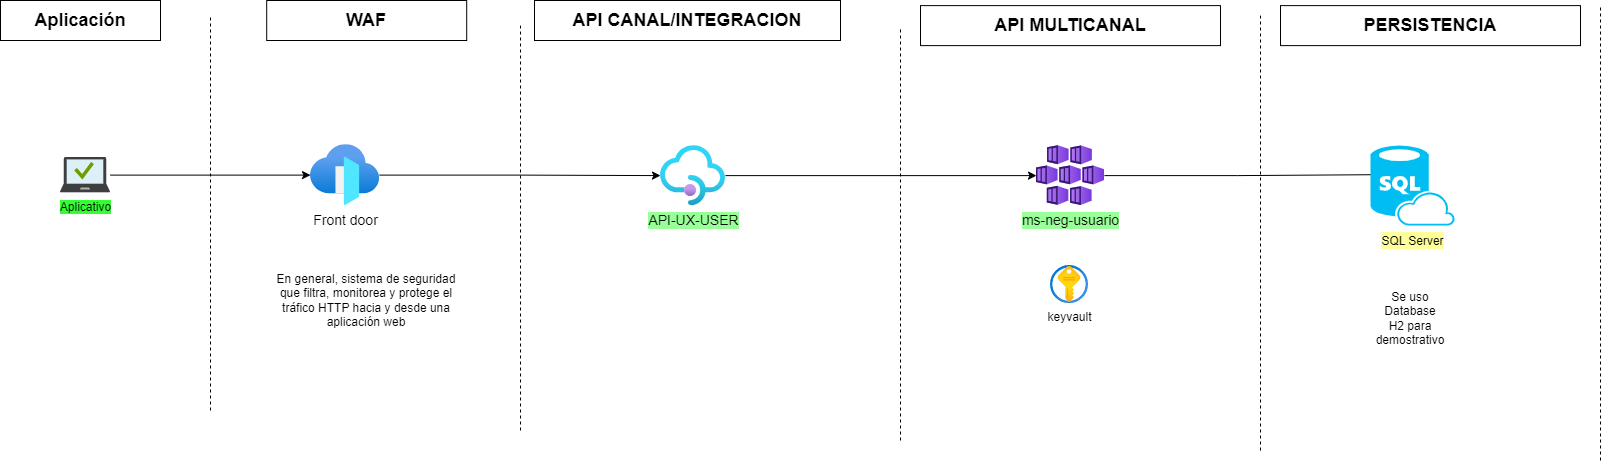 Aplicación
WAF
API CANAL/INTEGRACION
API MULTICANAL
PERSISTENCIA
Aplicativo
Front door
API-UX-USER
ms-neg-usuario
SQL
SQL Server
En general, sistema de seguridad
que filtra, monitorea y protege el
tráfico HTTP hacia y desde una
aplicación web
keyvault
Se uso
Database
H2 para
demostrativo